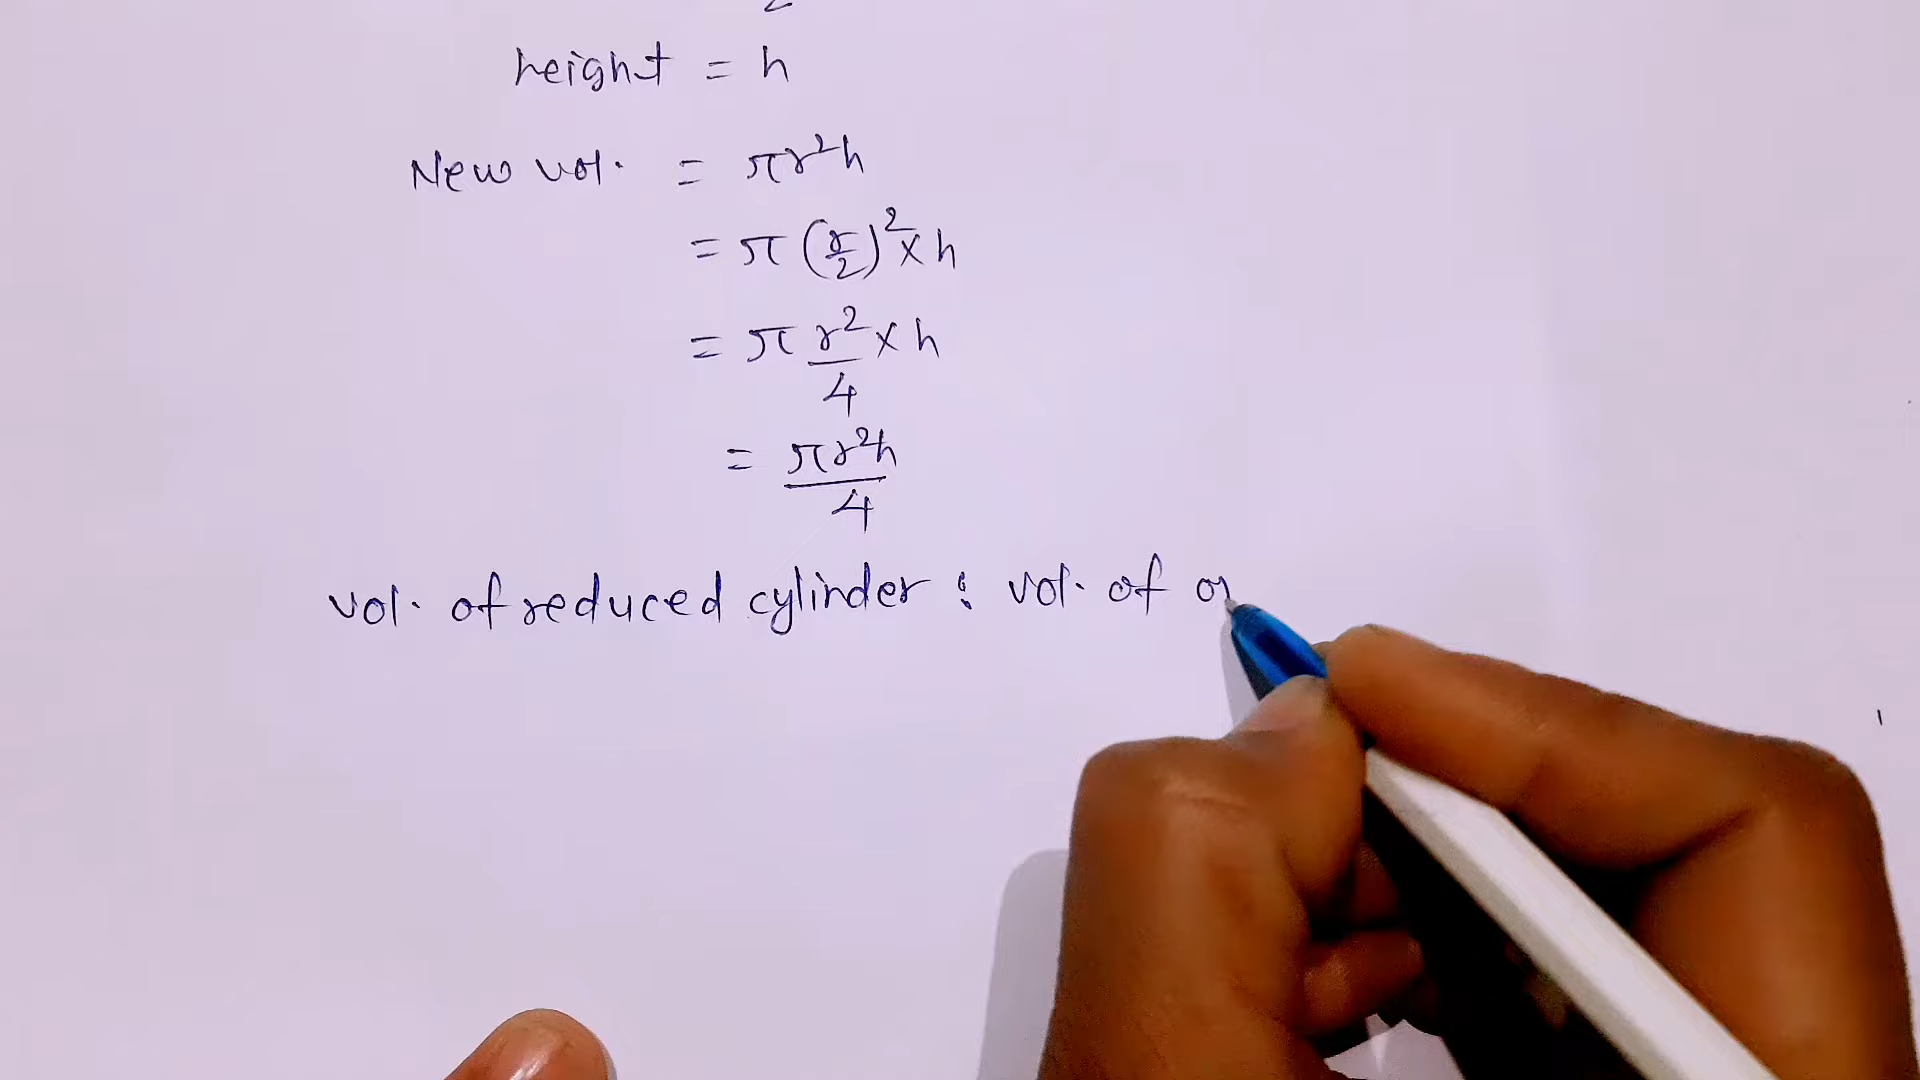 height = h
New vol. = πr²h
= π (r/2)² × h
= π r²/4 × h
= πr²h/4
vol. of reduced cylinder : vol. of or